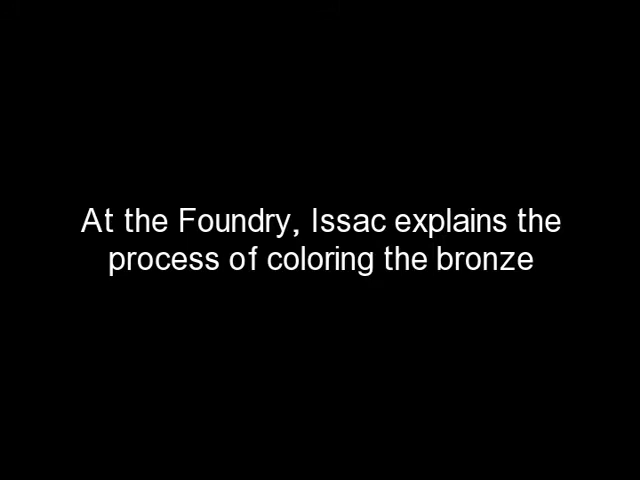 At the Foundry, Issac explains the
process of coloring the bronze